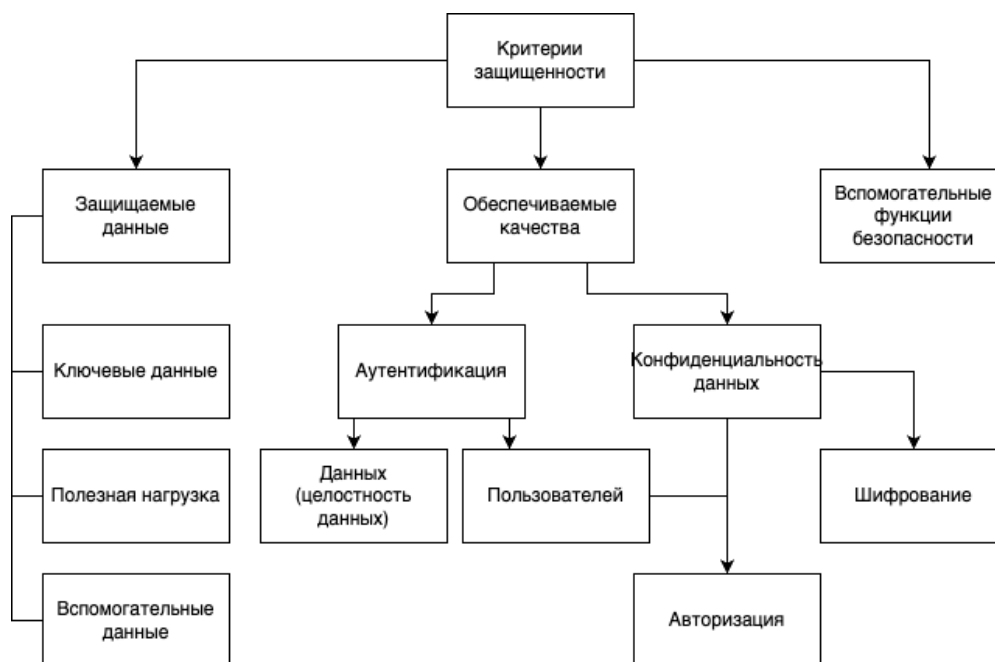 Критерии
защищенности
Защищаемые
данные
Обеспечиваемые
качества
Вспомогательные
функции
безопасности
Ключевые данные
Аутентификация
Конфиденциальность
данных
Полезная нагрузка
Данных
(целостность
данных)
Пользователей
Шифрование
Вспомогательные
данные
Авторизация